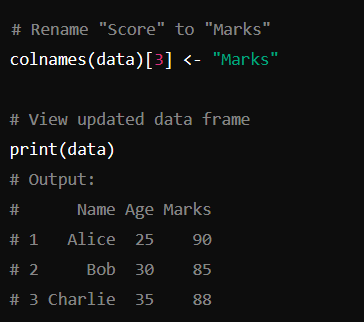 # Rename "Score" to "Marks"
colnames(data)[3] <- "Marks"
# View updated data frame
print(data)
# Output:
#      Name Age Marks
# 1   Alice  25    90
# 2     Bob  30    85
# 3 Charlie  35    88